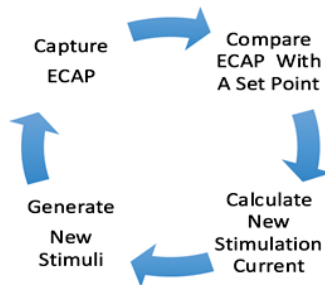 Capture
ECAP
Compare
ECAP With
A Set Point
Calculate
New
Stimulation
Current
Generate
New
Stimuli